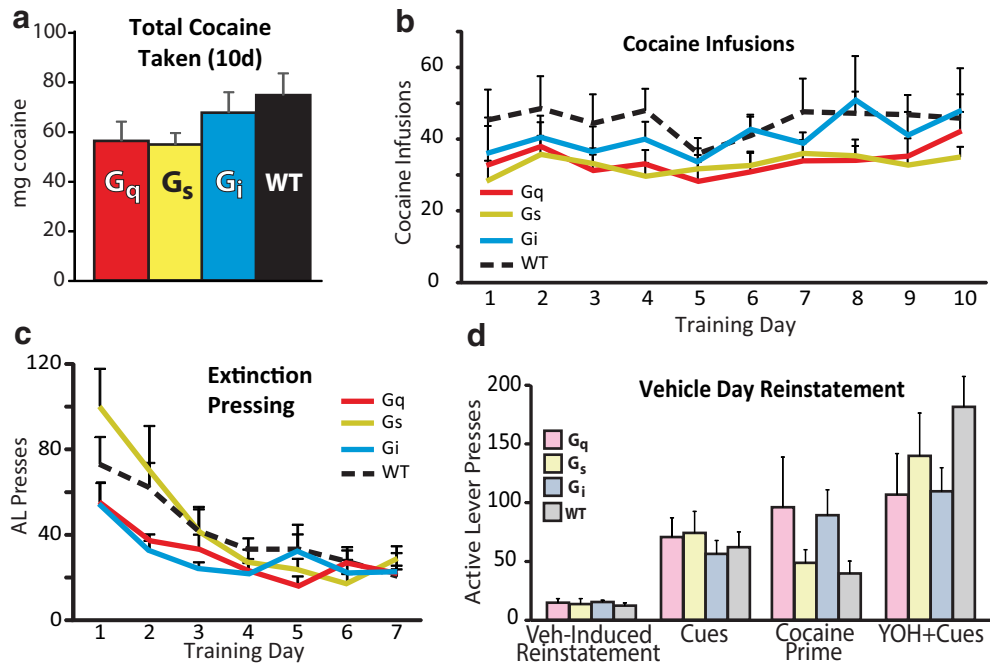 a
Total Cocaine
Taken (10d)
mg cocaine
100
80
60
40
20
0
Gq
Gs
Gi
WT
b
Cocaine Infusions
Cocaine Infusions
60
40
20
0
Gq
Gs
Gi
WT
1 2 3 4 5 6 7 8 9 10
Training Day
c
Extinction
Pressing
AL Presses
120
80
40
0
Gq
Gs
Gi
WT
1 2 3 4 5 6 7
Training Day
d
Vehicle Day Reinstatement
Active Lever Presses
200
150
100
50
0
Gq
Gs
Gi
WT
Veh-Induced
Reinstatement
Cues
Cocaine
Prime
YOH+Cues